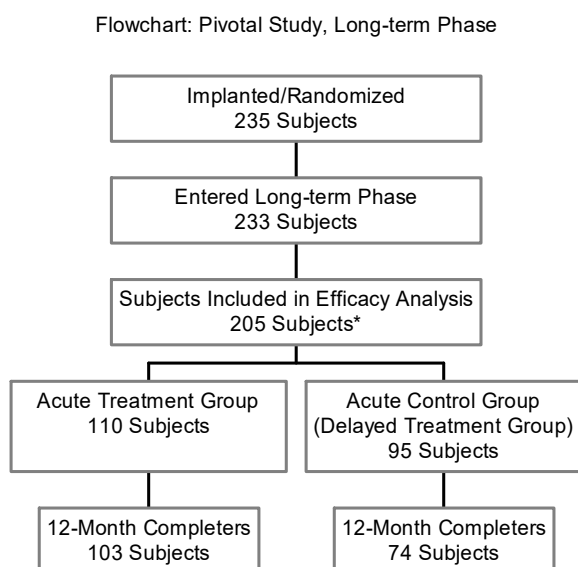 Flowchart: Pivotal Study, Long-term Phase
Implanted/Randomized
235 Subjects
Entered Long-term Phase
233 Subjects
Subjects Included in Efficacy Analysis
205 Subjects*
Acute Treatment Group
110 Subjects
Acute Control Group
(Delayed Treatment Group)
95 Subjects
12-Month Completers
103 Subjects
12-Month Completers
74 Subjects